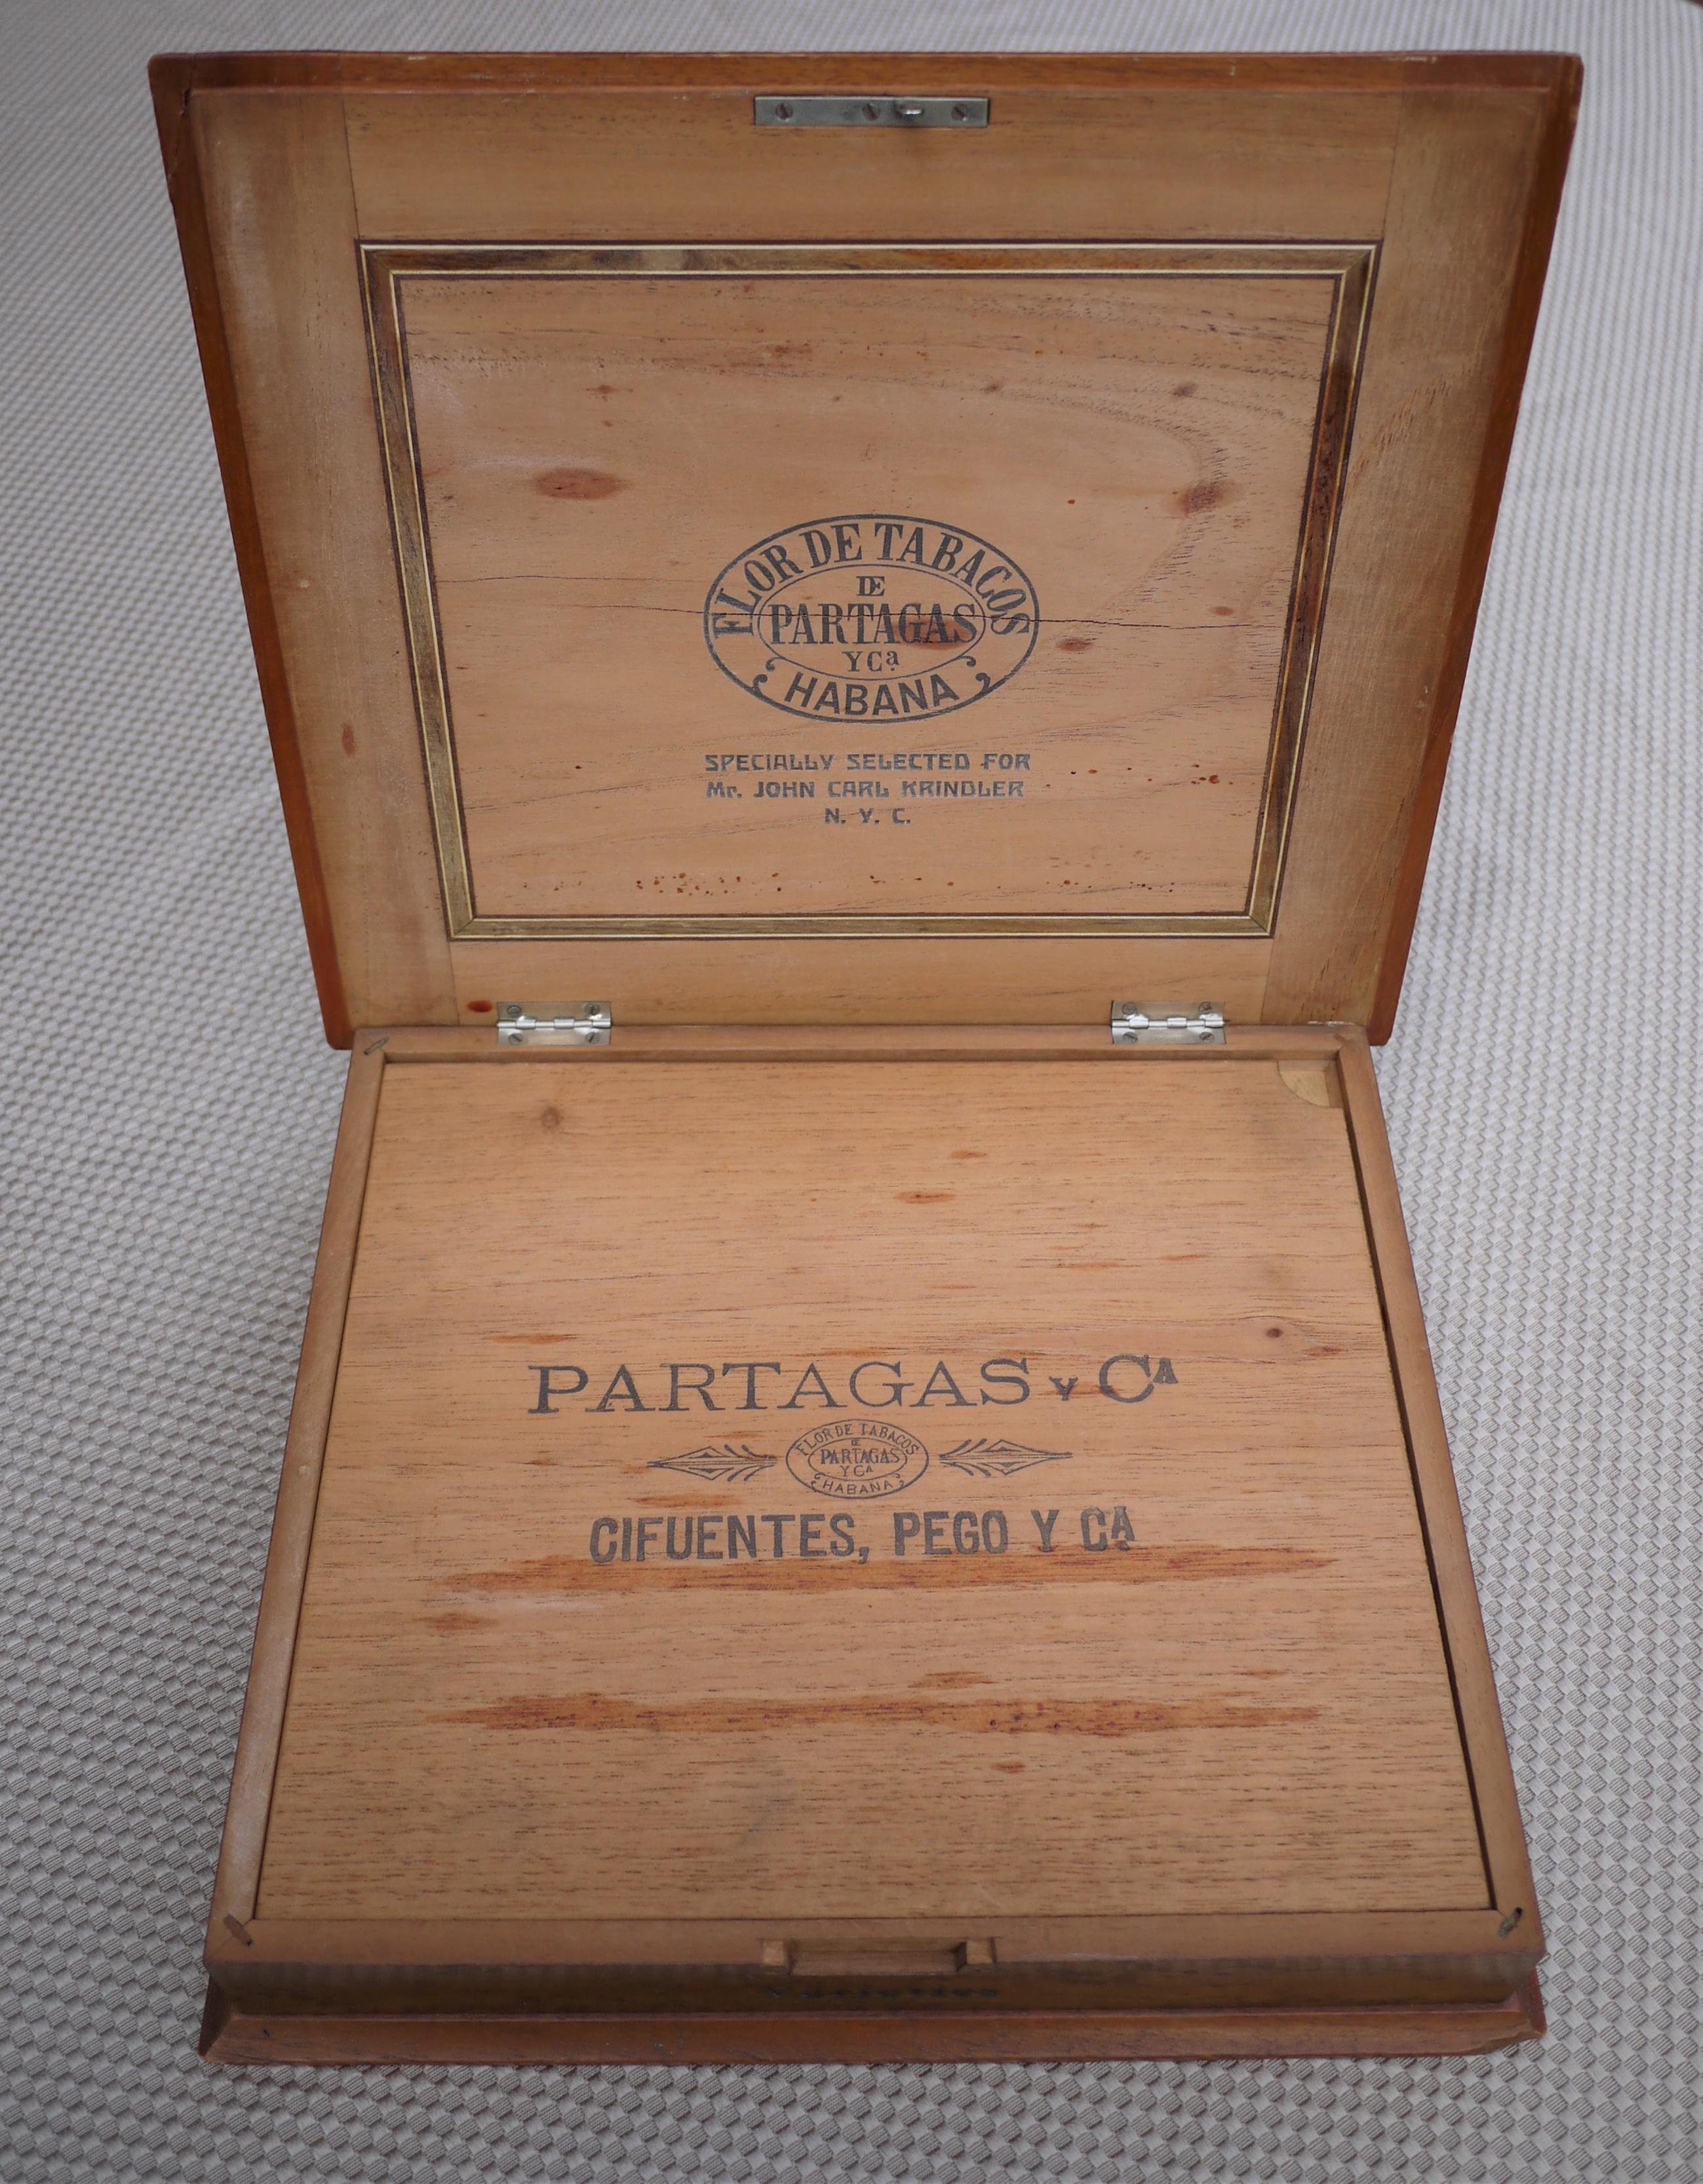 FLOR DE TABACOS
DE
PARTAGAS
Y Cª
HABANA
SPECIALLY SELECTED FOR
Mr. JOHN CARL KRINDLER
N. Y. C.
PARTAGAS Y Cᴬ
FLOR DE TABACOS
DE
PARTAGAS
Y Cᴬ
HABANA
CIFUENTES, PEGO Y Cᴬ